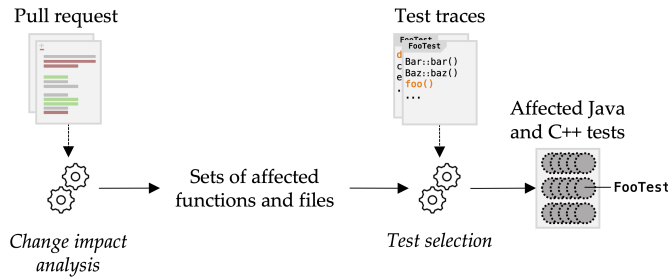 Pull request
Test traces
FooTest
d
c
e
.
FooTest
Bar::bar()
Baz::baz()
foo()
...
Affected Java
and C++ tests
FooTest
Sets of affected
functions and files
Change impact
analysis
Test selection